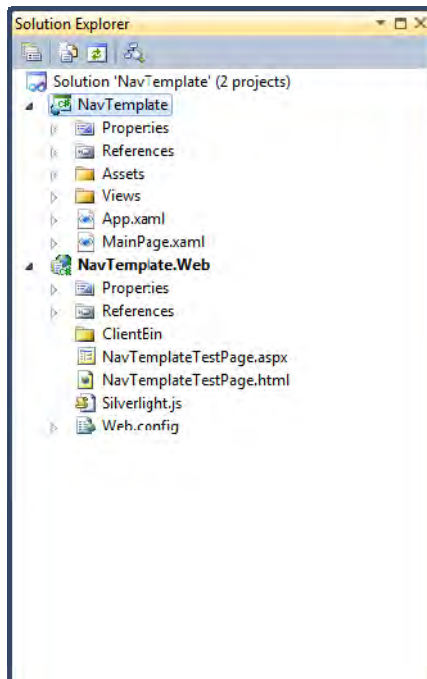 Solution Explorer
Solution 'NavTemplate' (2 projects)
NavTemplate
Properties
References
Assets
Views
App.xaml
MainPage.xaml
NavTemplate.Web
Properties
References
ClientBin
NavTemplateTestPage.aspx
NavTemplateTestPage.html
Silverlight.js
Web.config